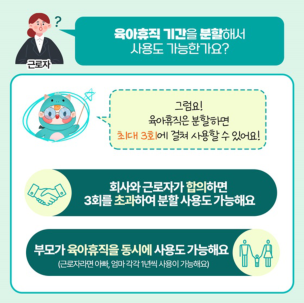 ?
육아휴직 기간을 분할해서
사용도 가능한가요?
근로자
그럼요!
육아휴직은 분할하면
최대 3회에 걸쳐 사용할 수 있어요!
회사와 근로자가 합의하면
3회를 초과하여 분할 사용도 가능해요
부모가 육아휴직을 동시에 사용도 가능해요
(근로자라면 아빠, 엄마 각각 1년씩 사용이 가능해요)